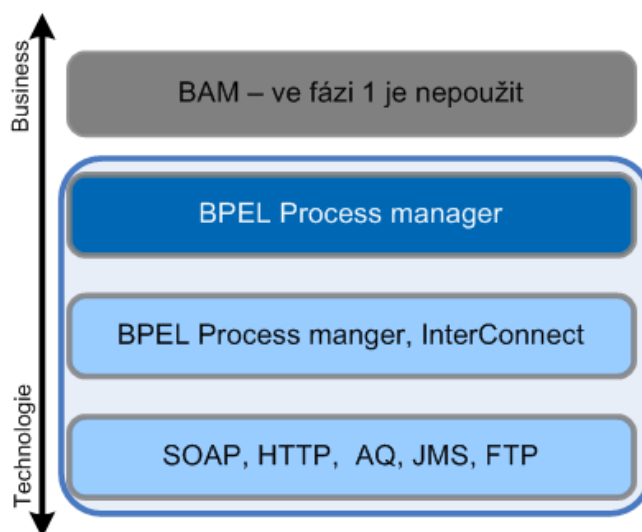 Business
BAM – ve fázi 1 je nepoužit
BPEL Process manager
BPEL Process manger, InterConnect
SOAP, HTTP, AQ, JMS, FTP
Technologie